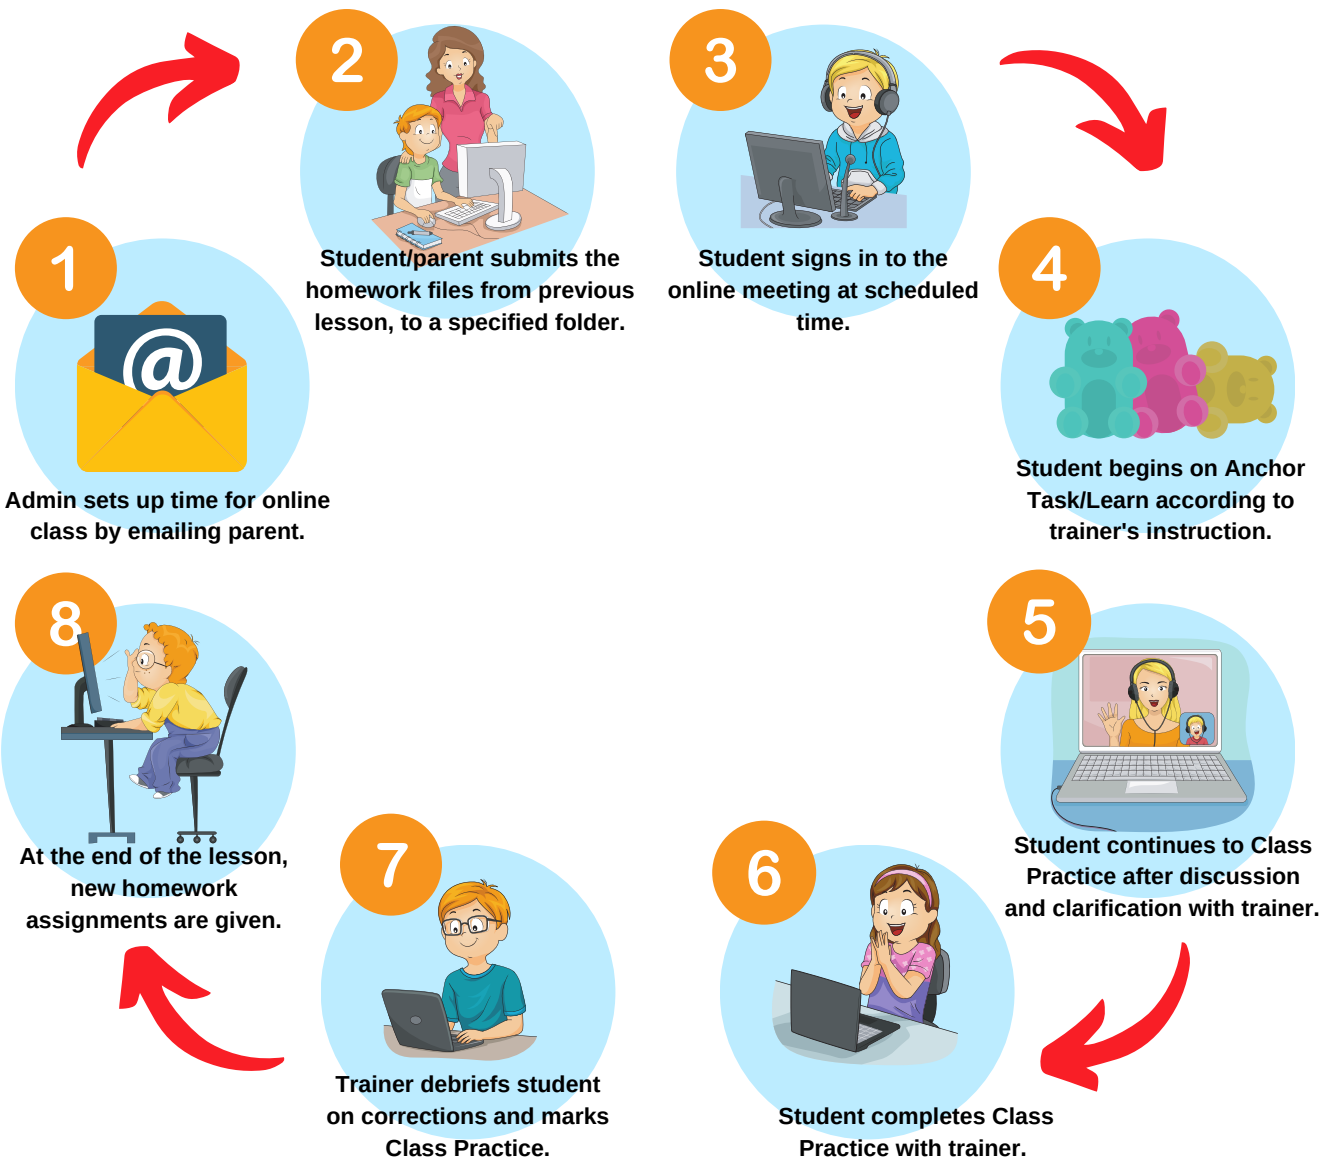 1
Admin sets up time for online
class by emailing parent.
2
Student/parent submits the
homework files from previous
lesson, to a specified folder.
3
Student signs in to the
online meeting at scheduled
time.
4
Student begins on Anchor
Task/Learn according to
trainer's instruction.
5
Student continues to Class
Practice after discussion
and clarification with trainer.
6
Student completes Class
Practice with trainer.
7
Trainer debriefs student
on corrections and marks
Class Practice.
8
At the end of the lesson,
new homework
assignments are given.
@